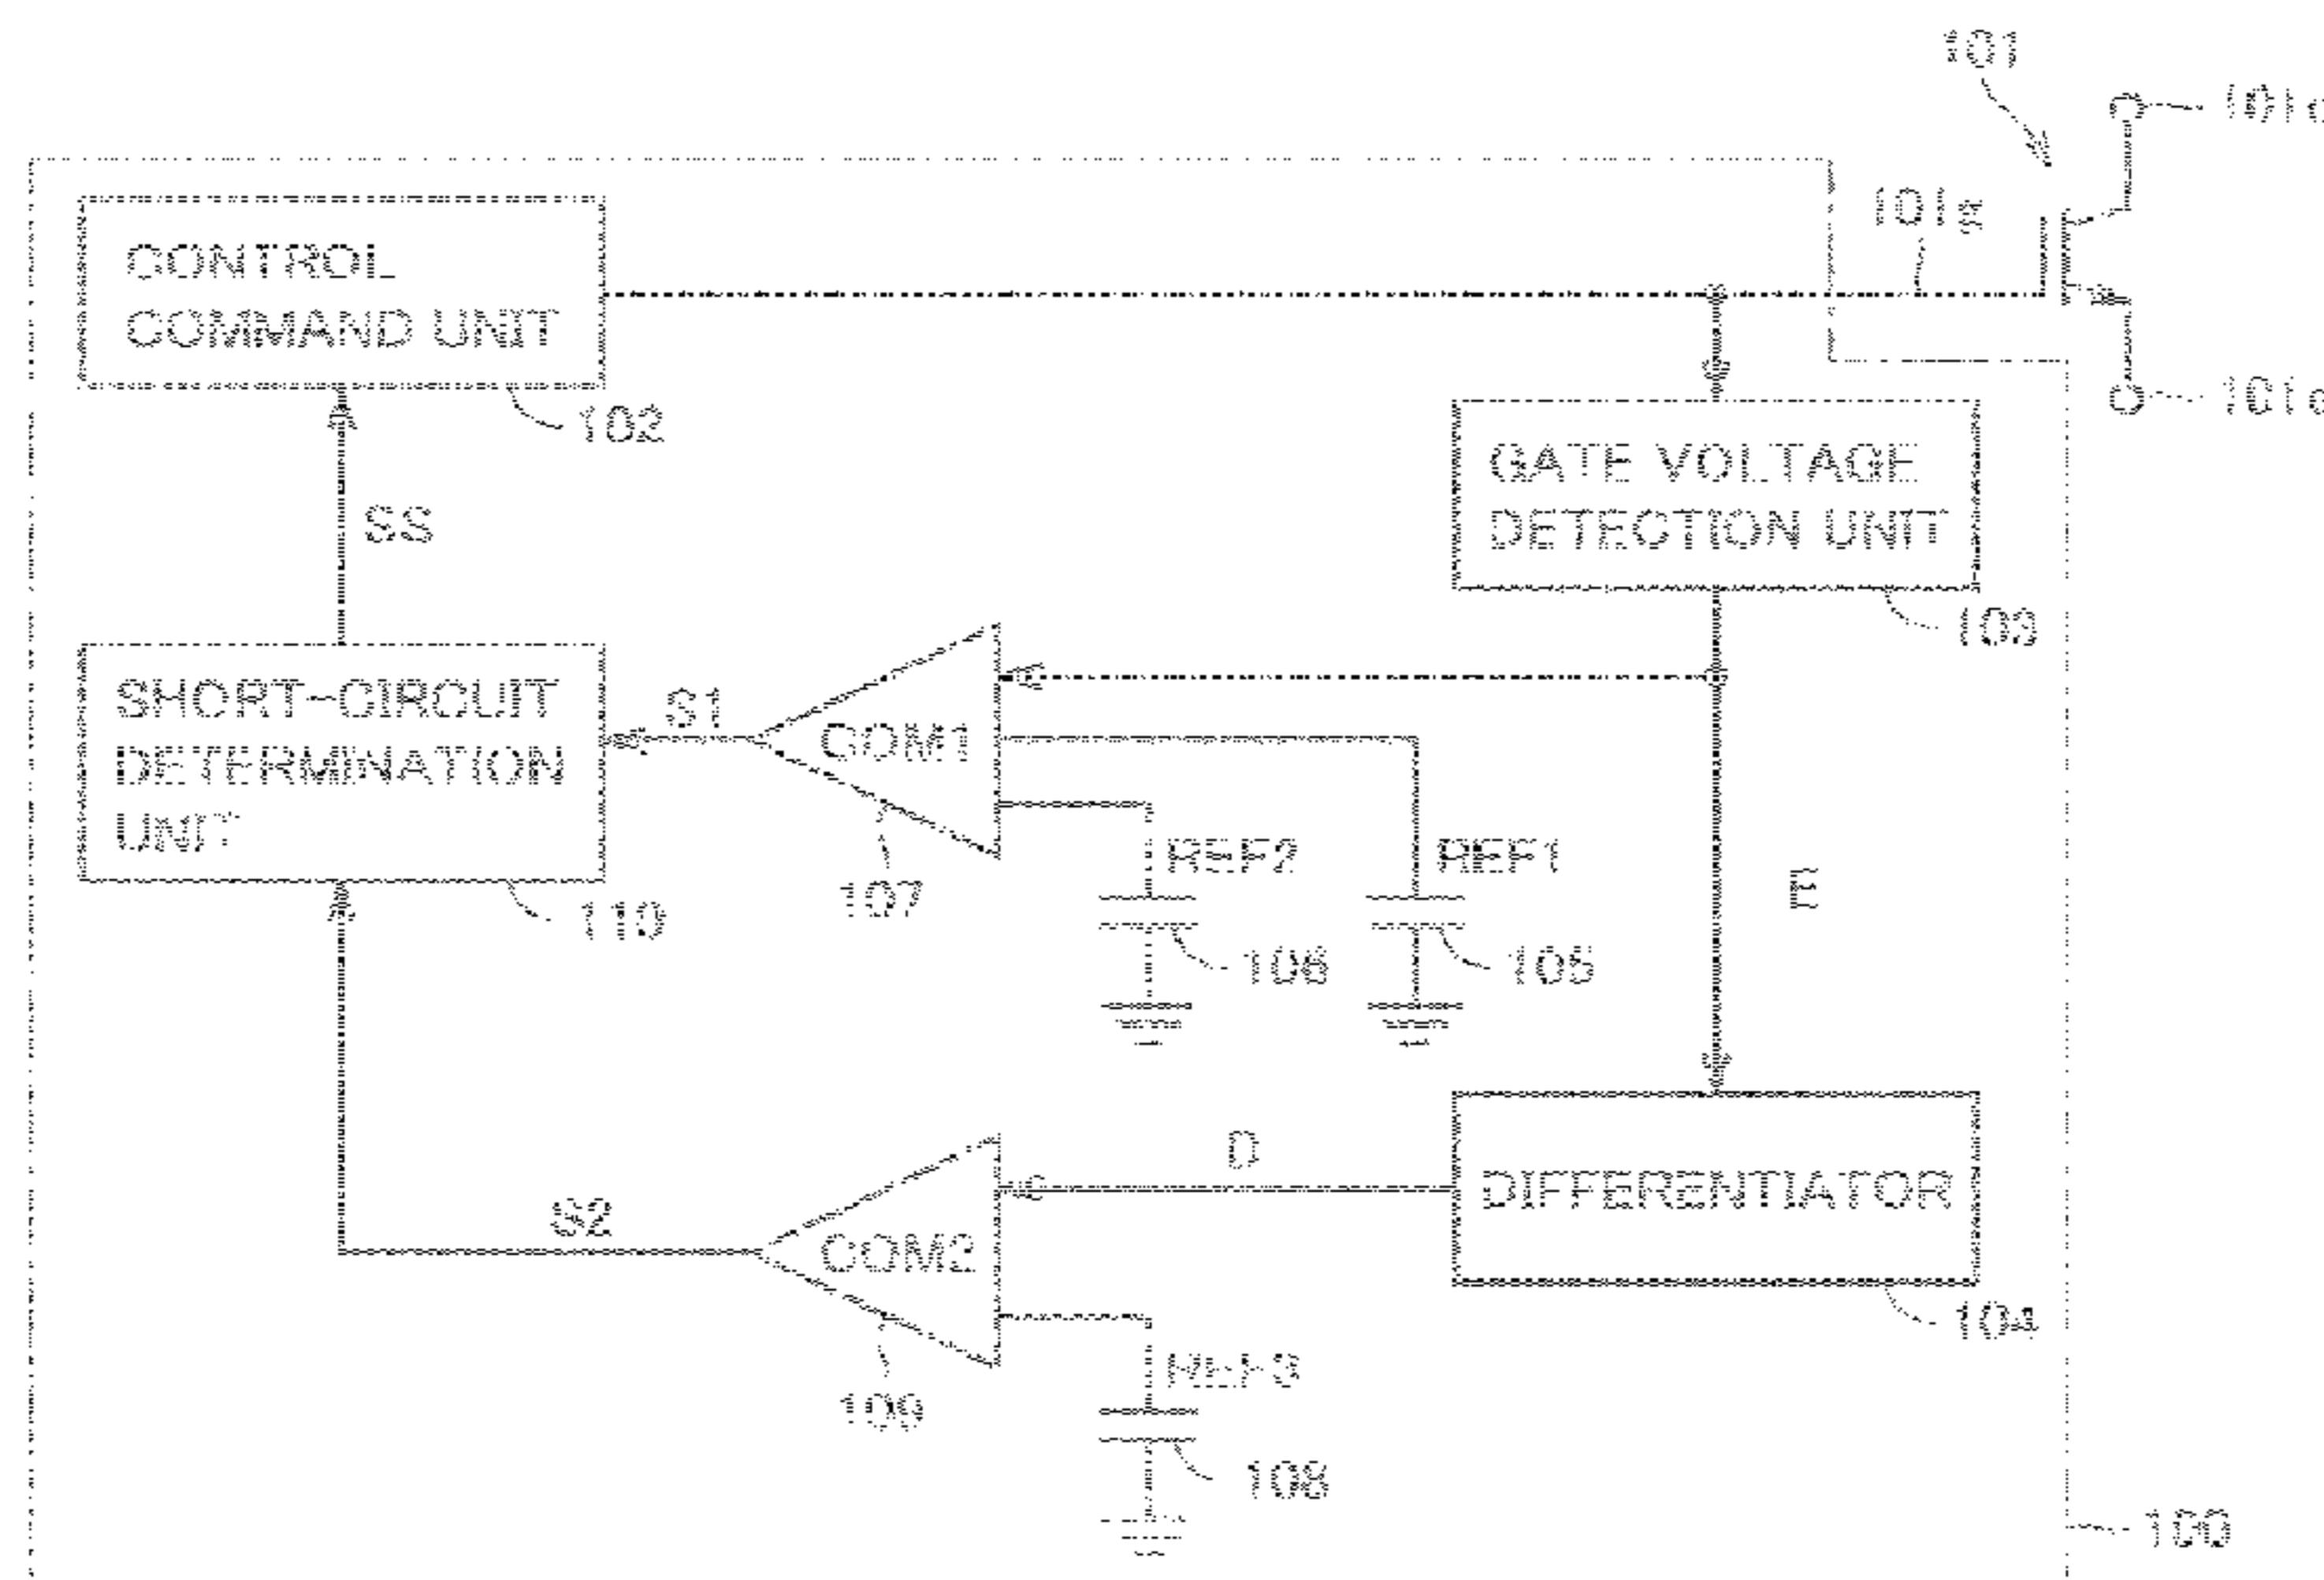 101
101g
CONTROL
COMMAND UNIT
102
GATE VOLTAGE
DETECTION UNIT
103
SS
SHORT-CIRCUIT
DETERMINATION
UNIT
110
S1
COM1
107
REF2
REF1
106
105
E
D
DIFFERENTIATOR
104
S2
COM2
109
REF3
108
100